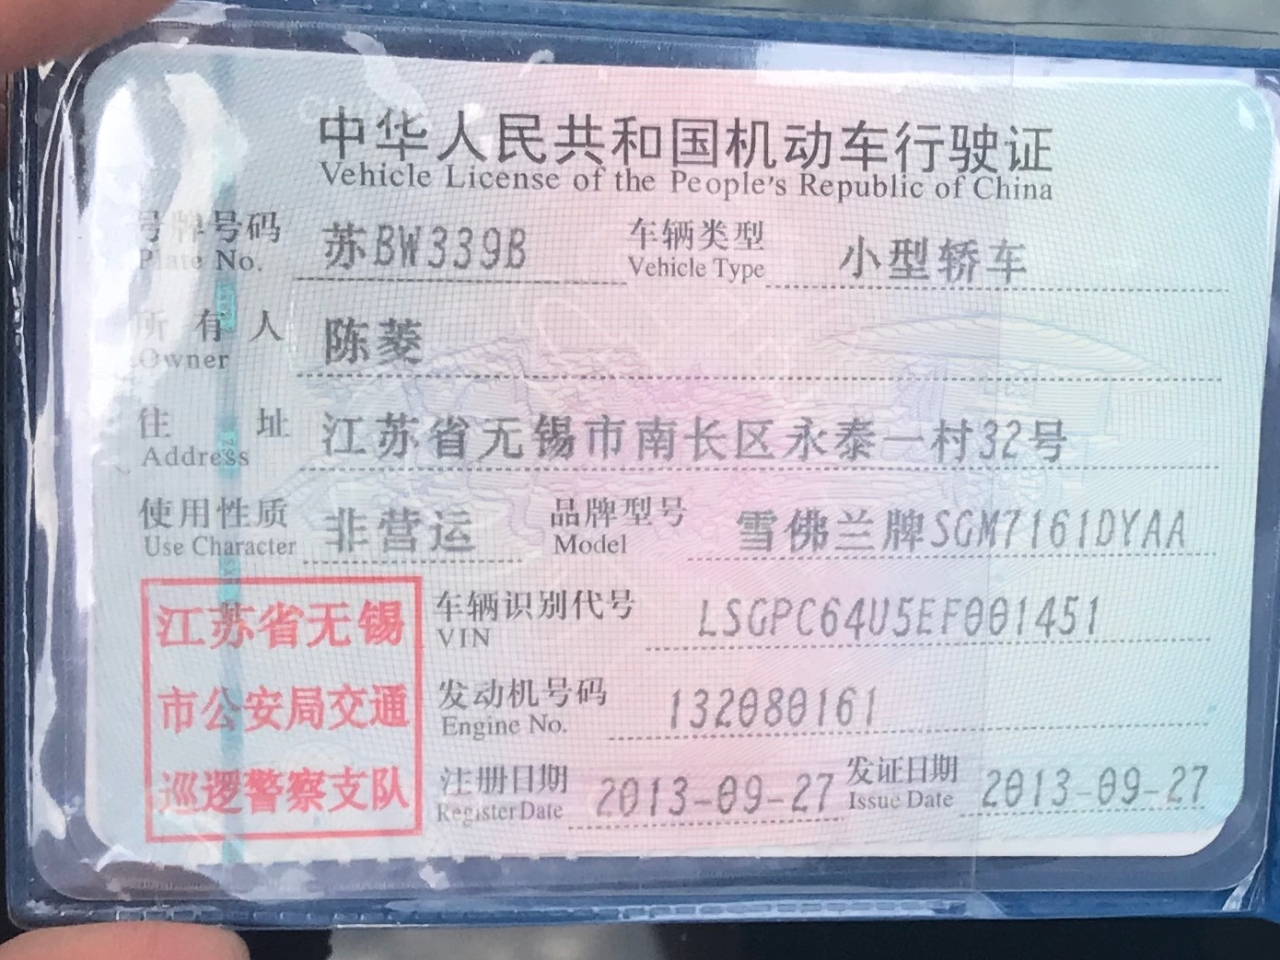 中华人民共和国机动车行驶证
Vehicle License of the People's Republic of China
号牌号码 苏BW339B 车辆类型 小型轿车
Plate No. Vehicle Type
所有人 陈菱
Owner
住址 江苏省无锡市南长区永泰一村32号
Address
使用性质 非营运 品牌型号 雪佛兰牌SGM7161DYAA
Use Character Model
江苏省无锡
市公安局交通
巡逻警察支队
车辆识别代号 LSGPC64U5EF001451
VIN
发动机号码 132080161
Engine No.
注册日期 2013-09-27 发证日期 2013-09-27
Register Date Issue Date